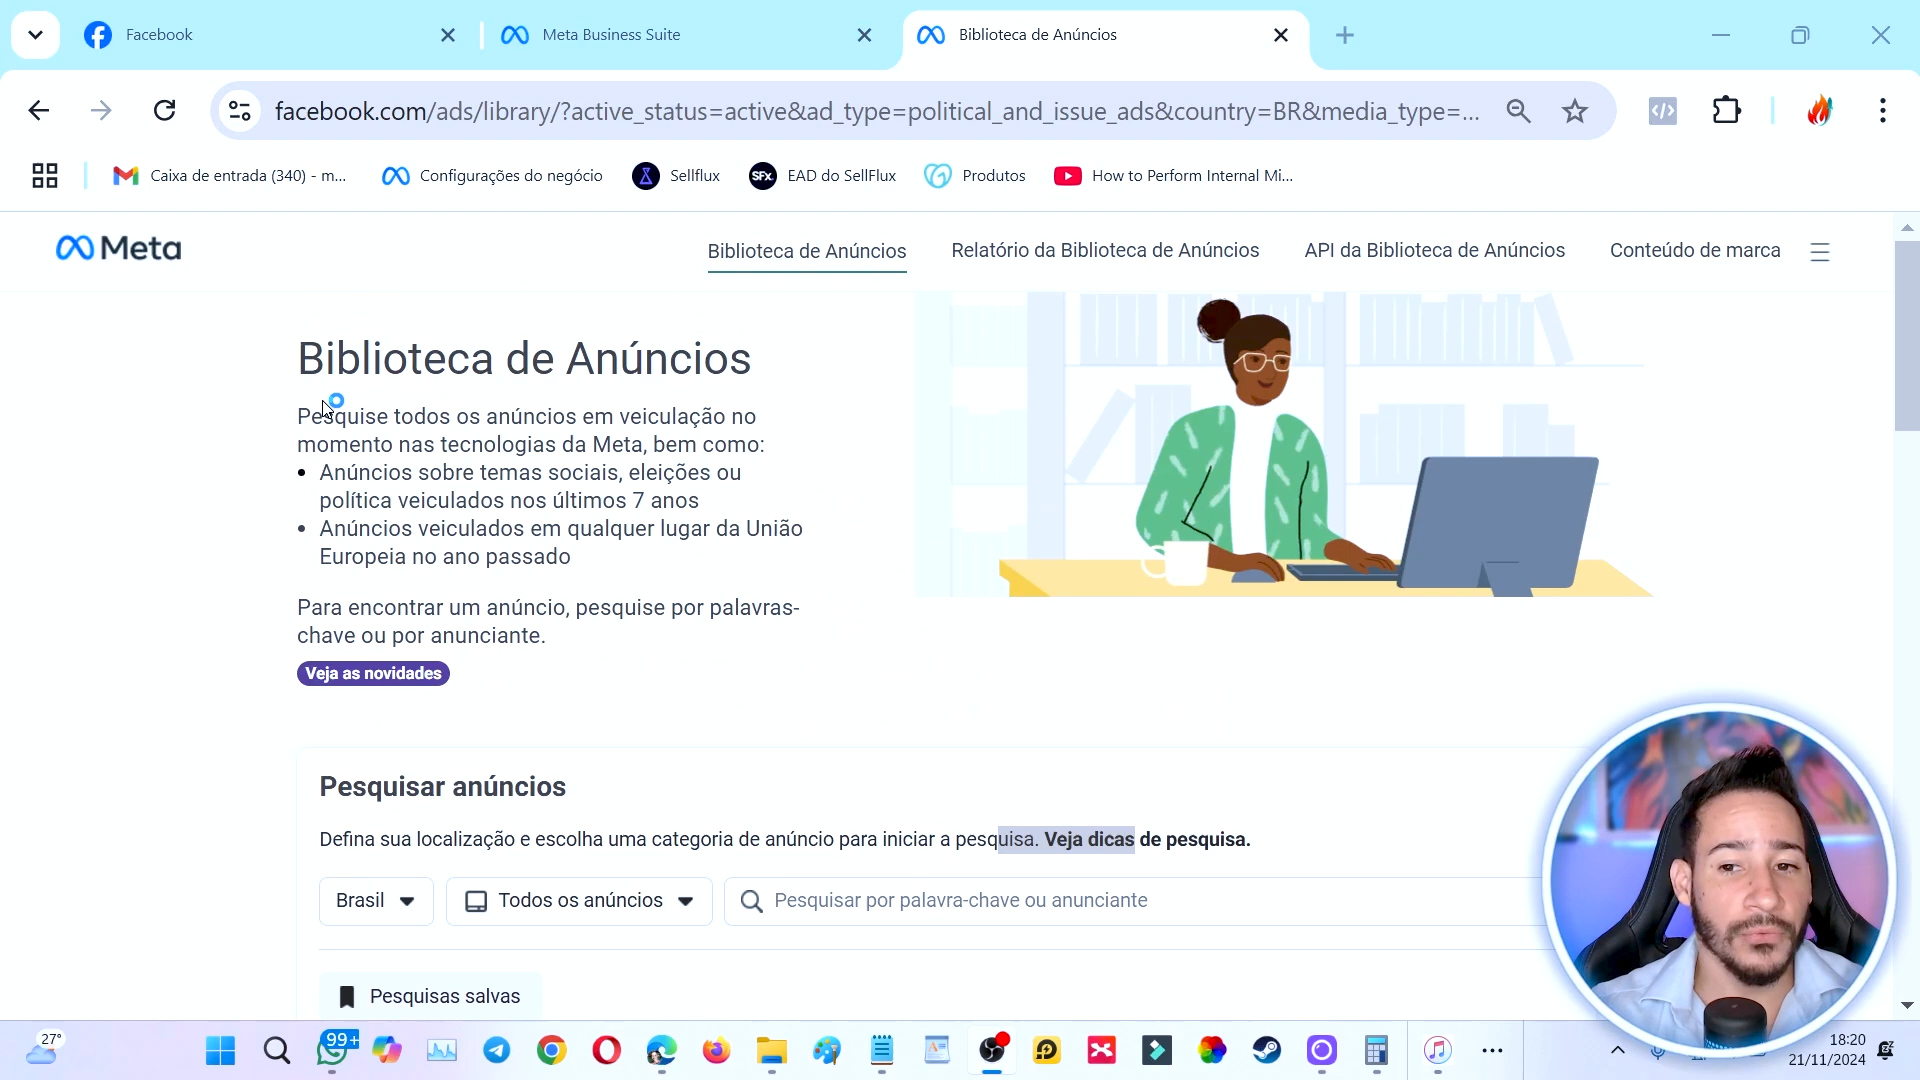 Facebook
Meta Business Suite
Biblioteca de Anúncios
facebook.com/ads/library/?active_status=active&ad_type=political_and_issue_ads&country=BR&media_type=...
Caixa de entrada (340) - m...
Configurações do negócio
Sellflux
SFx
EAD do SellFlux
Produtos
How to Perform Internal Mi...
Meta
Biblioteca de Anúncios
Relatório da Biblioteca de Anúncios
API da Biblioteca de Anúncios
Conteúdo de marca
Biblioteca de Anúncios
Pesquise todos os anúncios em veiculação no
momento nas tecnologias da Meta, bem como:
Anúncios sobre temas sociais, eleições ou
política veiculados nos últimos 7 anos
Anúncios veiculados em qualquer lugar da União
Europeia no ano passado
Para encontrar um anúncio, pesquise por palavras-
chave ou por anunciante.
Veja as novidades
Pesquisar anúncios
Defina sua localização e escolha uma categoria de anúncio para iniciar a pesquisa. Veja dicas de pesquisa.
Brasil
Todos os anúncios
Pesquisar por palavra-chave ou anunciante
Pesquisas salvas
27°
99+
18:20
21/11/2024